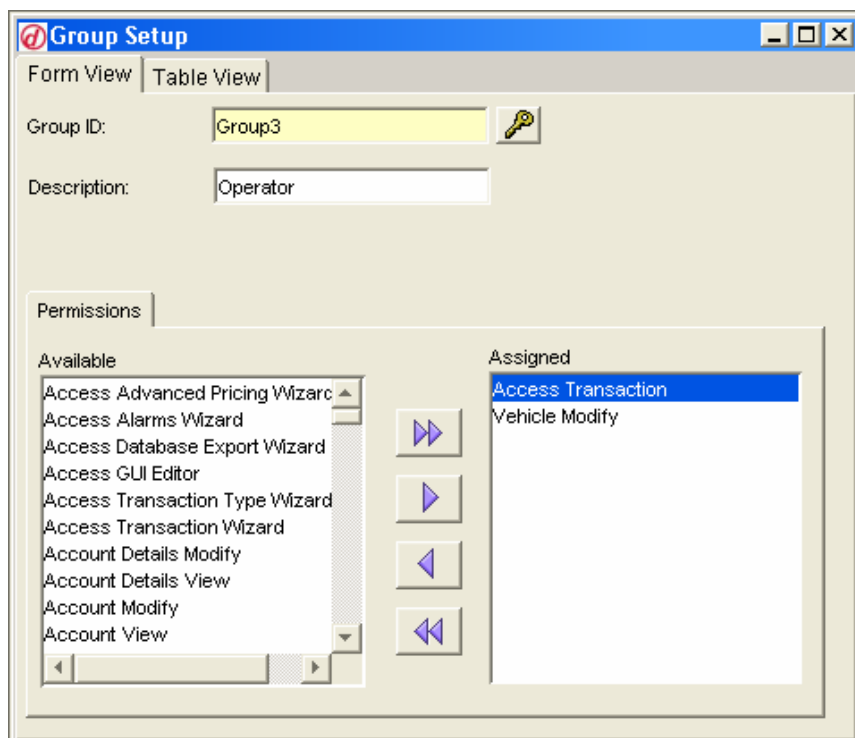 Group Setup
Form View Table View
Group ID: Group3
Description: Operator
Permissions
Available
Access Advanced Pricing Wizarc
Access Alarms Wizard
Access Database Export Wizard
Access GUI Editor
Access Transaction Type Wizard
Access Transaction Wizard
Account Details Modify
Account Details View
Account Modify
Account View
Assigned
Access Transaction
Vehicle Modify